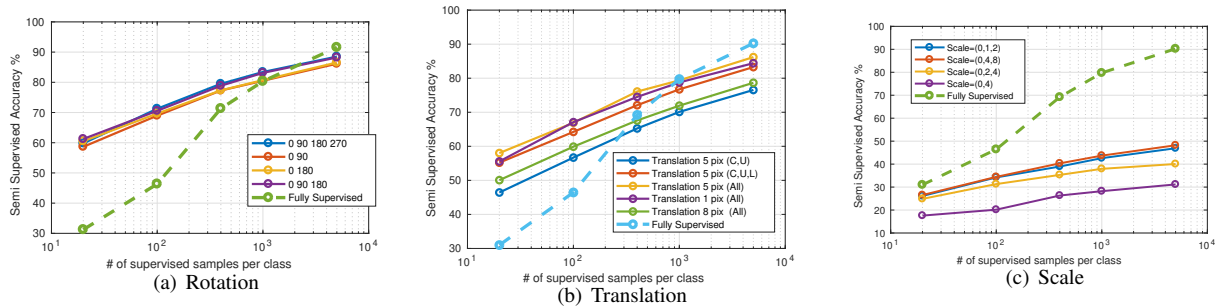 Semi Supervised Accuracy %
100
90
80
70
60
50
40
30
10^1
10^2
10^3
10^4
# of supervised samples per class
0 90 180 270
0 90
0 180
0 90 180
Fully Supervised
(a) Rotation
Semi Supervised Accuracy %
100
90
80
70
60
50
40
30
10^1
10^2
10^3
10^4
# of supervised samples per class
Translation 5 pix (C,U)
Translation 5 pix (C,U,L)
Translation 5 pix (All)
Translation 1 pix (All)
Translation 8 pix (All)
Fully Supervised
(b) Translation
Semi Supervised Accuracy %
100
90
80
70
60
50
40
30
20
10
10^1
10^2
10^3
10^4
# of supervised samples per class
Scale=(0,1,2)
Scale=(0,4,8)
Scale=(0,2,4)
Scale=(0,4)
Fully Supervised
(c) Scale